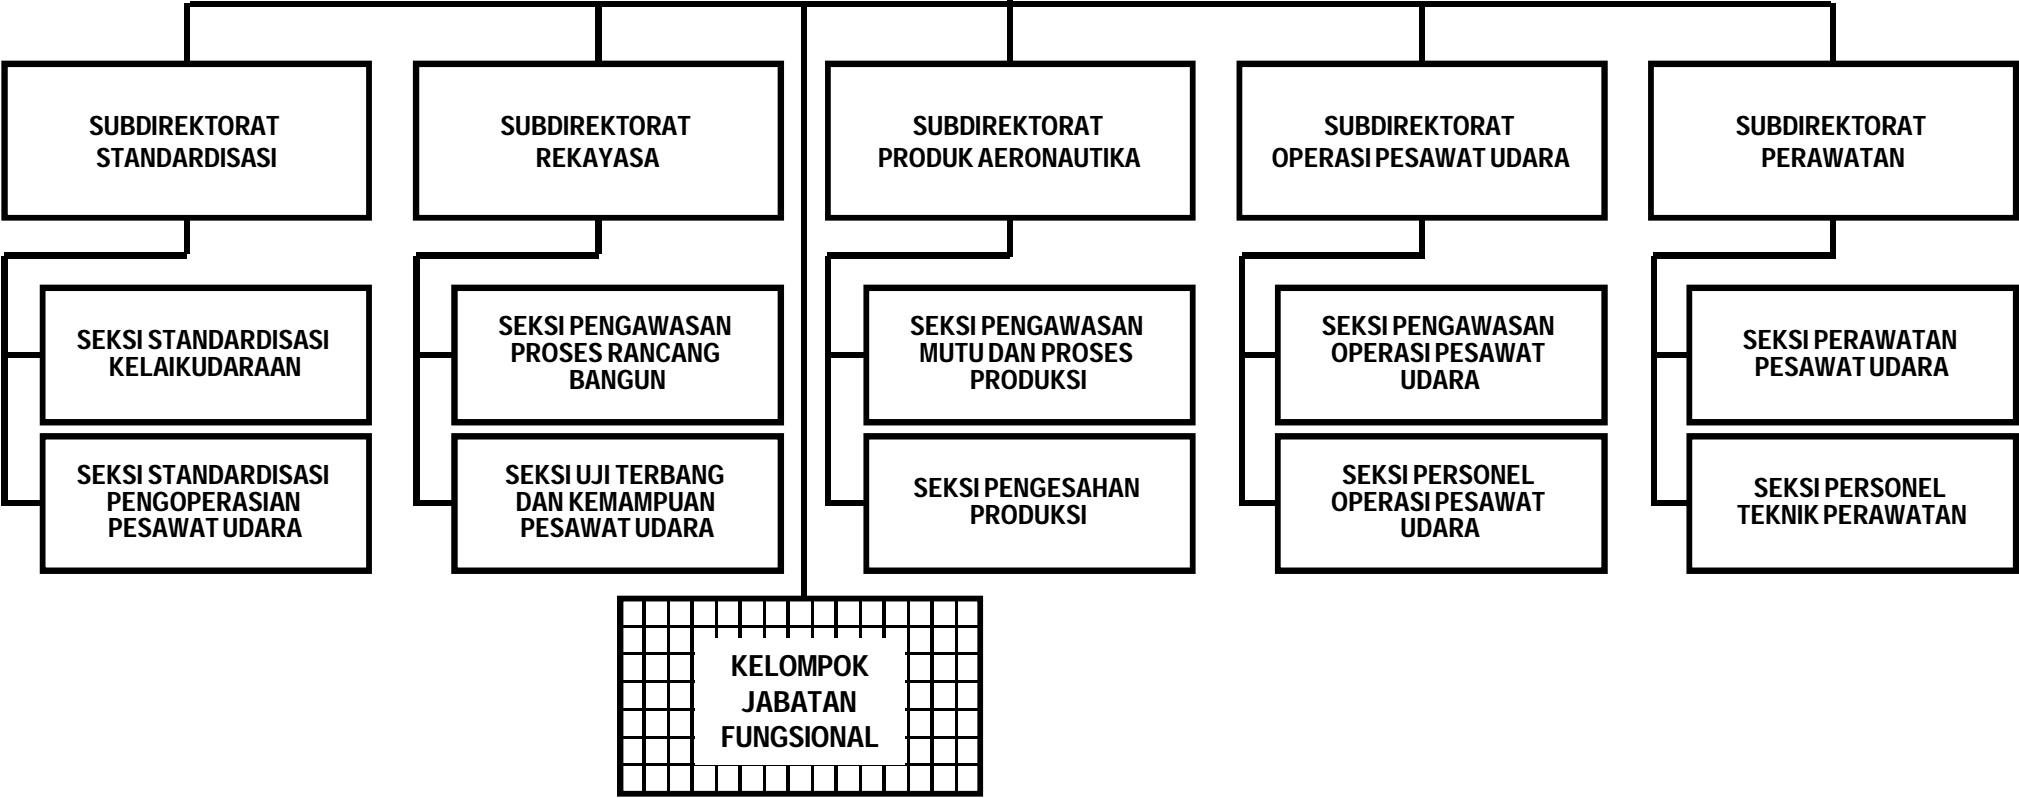 SUBDIREKTORAT
STANDARDISASI
SUBDIREKTORAT
REKAYASA
SUBDIREKTORAT
PRODUK AERONAUTIKA
SUBDIREKTORAT
OPERASI PESAWAT UDARA
SUBDIREKTORAT
PERAWATAN
SEKSI STANDARDISASI
KELAIKUDARAAN
SEKSI PENGAWASAN
PROSES RANCANG
BANGUN
SEKSI PENGAWASAN
MUTU DAN PROSES
PRODUKSI
SEKSI PENGAWASAN
OPERASI PESAWAT
UDARA
SEKSI PERAWATAN
PESAWAT UDARA
SEKSI STANDARDISASI
PENGOPERASIAN
PESAWAT UDARA
SEKSI UJI TERBANG
DAN KEMAMPUAN
PESAWAT UDARA
SEKSI PENGESAHAN
PRODUKSI
SEKSI PERSONEL
OPERASI PESAWAT
UDARA
SEKSI PERSONEL
TEKNIK PERAWATAN
KELOMPOK
JABATAN
FUNGSIONAL